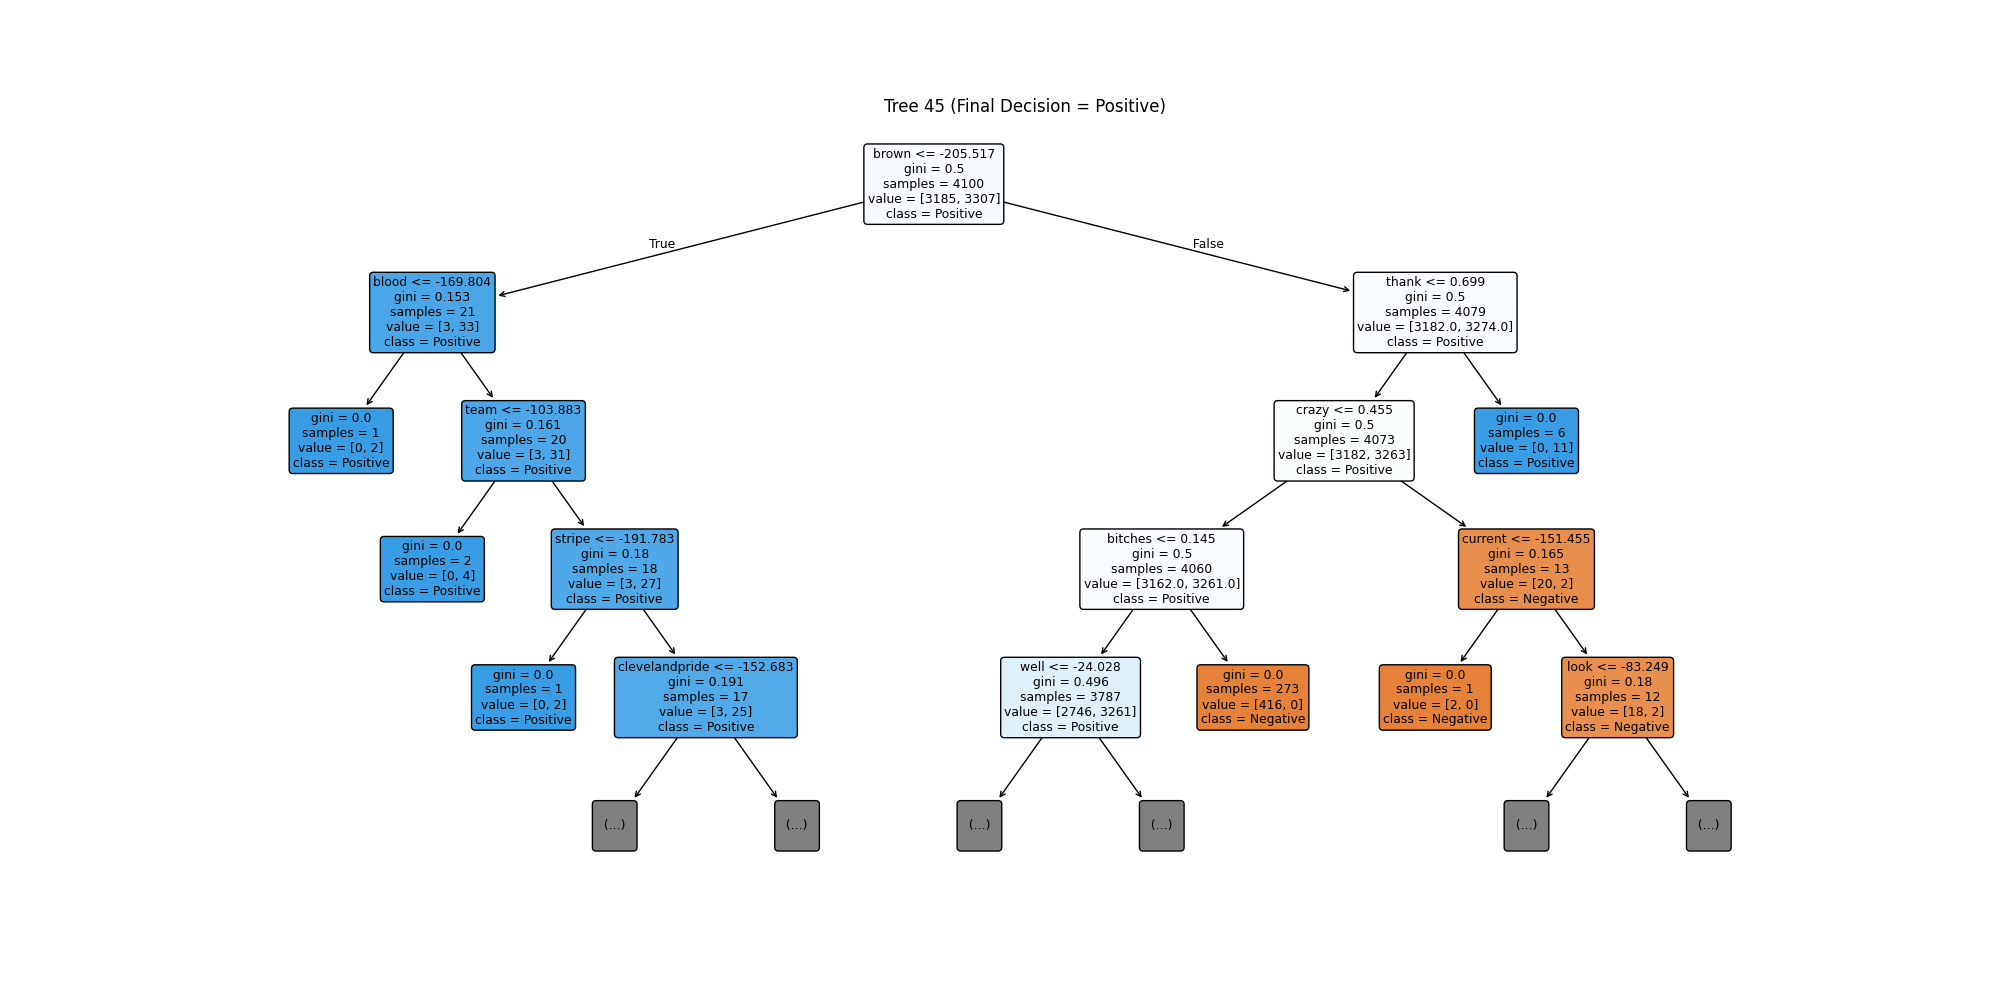 Tree 45 (Final Decision = Positive)
brown <= -205.517
gini = 0.5
samples = 4100
value = [3185, 3307]
class = Positive
True
False
blood <= -169.804
gini = 0.153
samples = 21
value = [3, 33]
class = Positive
thank <= 0.699
gini = 0.5
samples = 4079
value = [3182.0, 3274.0]
class = Positive
gini = 0.0
samples = 1
value = [0, 2]
class = Positive
team <= -103.883
gini = 0.161
samples = 20
value = [3, 31]
class = Positive
crazy <= 0.455
gini = 0.5
samples = 4073
value = [3182, 3263]
class = Positive
gini = 0.0
samples = 6
value = [0, 11]
class = Positive
gini = 0.0
samples = 2
value = [0, 4]
class = Positive
stripe <= -191.783
gini = 0.18
samples = 18
value = [3, 27]
class = Positive
bitches <= 0.145
gini = 0.5
samples = 4060
value = [3162.0, 3261.0]
class = Positive
current <= -151.455
gini = 0.165
samples = 13
value = [20, 2]
class = Negative
gini = 0.0
samples = 1
value = [0, 2]
class = Positive
clevelandpride <= -152.683
gini = 0.191
samples = 17
value = [3, 25]
class = Positive
well <= -24.028
gini = 0.496
samples = 3787
value = [2746, 3261]
class = Positive
gini = 0.0
samples = 273
value = [416, 0]
class = Negative
gini = 0.0
samples = 1
value = [2, 0]
class = Negative
look <= -83.249
gini = 0.18
samples = 12
value = [18, 2]
class = Negative
(...)
(...)
(...)
(...)
(...)
(...)